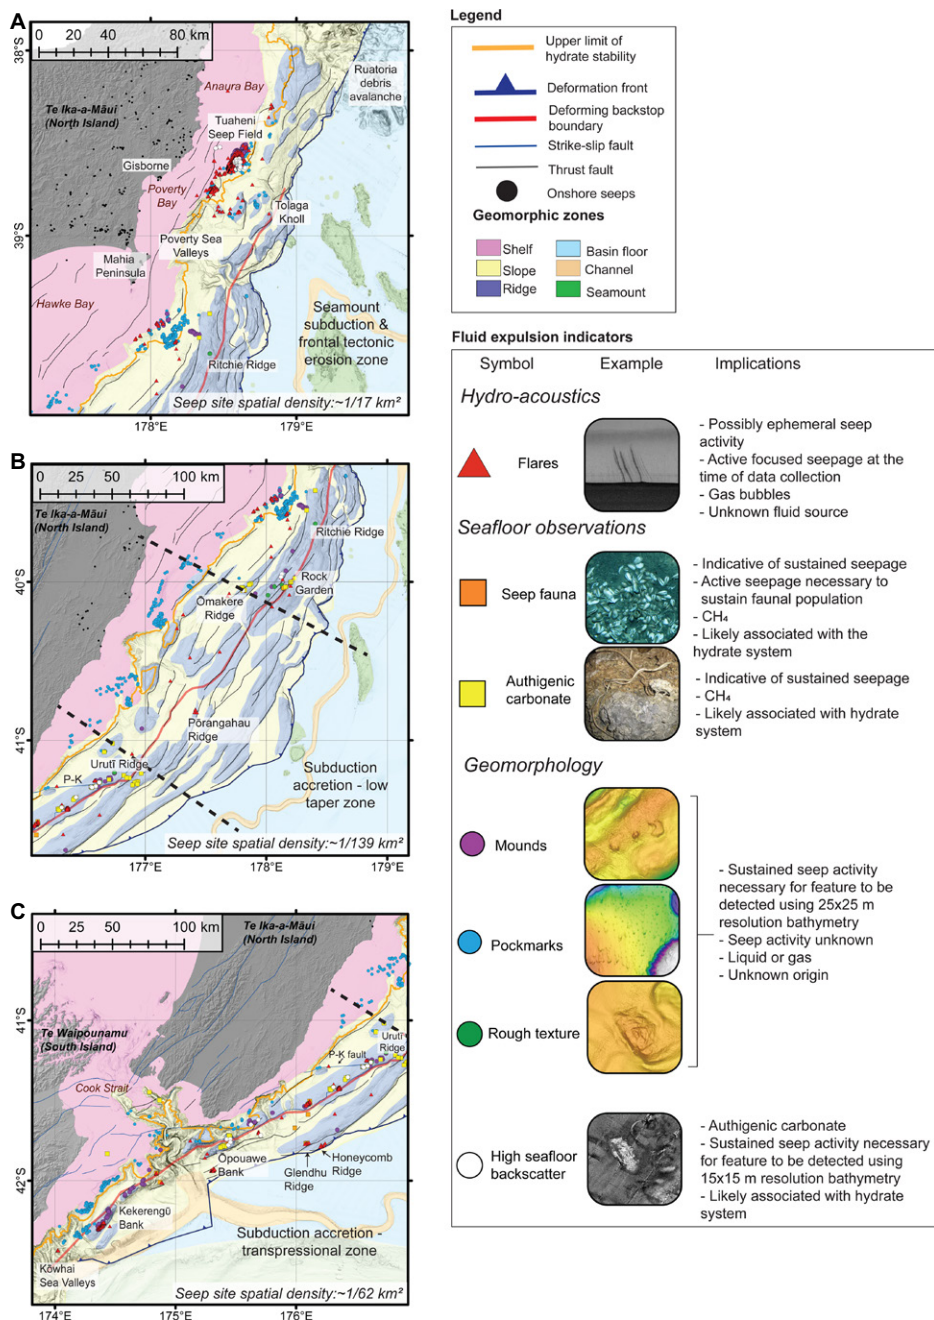 A
0 20 40 80 km
38°S
39°S
Te Ika-a-Māui
(North Island)
Anaura Bay
Ruatoria
debris
avalanche
Tuaheni
Seep Field
Gisborne
Poverty
Bay
Tolaga
Knoll
Poverty Sea
Valleys
Mahia
Peninsula
Hawke Bay
Seamount
subduction &
frontal tectonic
erosion zone
Ritchie Ridge
Seep site spatial density:~1/17 km²
178°E 179°E
B
0 25 50 100 km
Te Ika-a-Māui
(North Island)
40°S
41°S
Ritchie Ridge
Rock
Garden
Omakere
Ridge
Pōrangahau
Ridge
Urutī Ridge
P-K
Subduction
accretion - low
taper zone
Seep site spatial density:~1/139 km²
177°E 178°E 179°E
C
0 25 50 100 km
Te Ika-a-Māui
(North Island)
41°S
42°S
Te Waipounamu
(South Island)
Urutī
Ridge
P-K fault
Cook Strait
Ōpouawe
Bank
Honeycomb
Ridge
Glendhu
Ridge
Kekerengū
Bank
Subduction accretion -
transpressional zone
Kōwhai
Sea Valleys
Seep site spatial density:~1/62 km²
174°E 175°E 176°E
Legend
Upper limit of
hydrate stability
Deformation front
Deforming backstop
boundary
Strike-slip fault
Thrust fault
Onshore seeps
Geomorphic zones
Shelf Basin floor
Slope Channel
Ridge Seamount
Fluid expulsion indicators
Symbol Example Implications
Hydro-acoustics
Flares
- Possibly ephemeral seep
activity
- Active focused seepage at the
time of data collection
- Gas bubbles
- Unknown fluid source
Seafloor observations
Seep fauna
- Indicative of sustained seepage
- Active seepage necessary to
sustain faunal population
- CH₄
- Likely associated with the
hydrate system
Authigenic
carbonate
- Indicative of sustained seepage
- CH₄
- Likely associated with hydrate
system
Geomorphology
Mounds
Pockmarks
Rough texture
- Sustained seep activity
necessary for feature to be
detected using 25x25 m
resolution bathymetry
- Seep activity unknown
- Liquid or gas
- Unknown origin
High seafloor
backscatter
- Authigenic carbonate
- Sustained seep activity necessary
for feature to be detected using
15x15 m resolution bathymetry
- Likely associated with hydrate
system